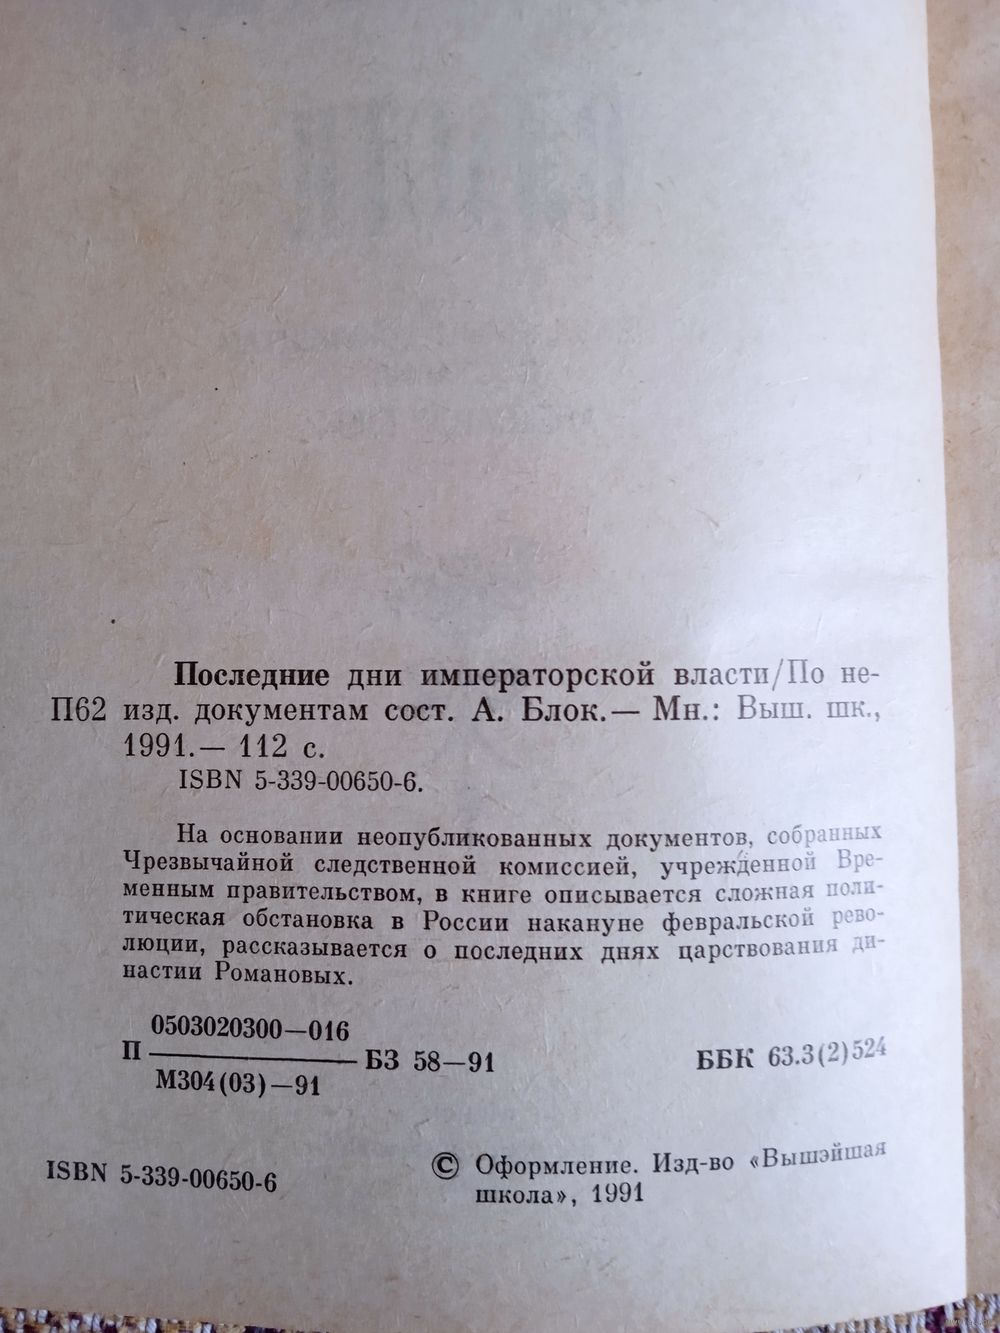 Последние дни императорской власти/По не-
П62 изд. документам сост. А. Блок.— Мн.: Выш. шк.,
1991.— 112 с.
ISBN 5-339-00650-6.
На основании неопубликованных документов, собранных
Чрезвычайной следственной комиссией, учрежденной Вре-
менным правительством, в книге описывается сложная поли-
тическая обстановка в России накануне февральской рево-
люции, рассказывается о последних днях царствования ди-
настии Романовых.
0503020300—016
П ——— БЗ 58—91 ББК 63.3(2)524
М304(03)—91
ISBN 5-339-00650-6
© Оформление. Изд-во «Вышэйшая
школа», 1991